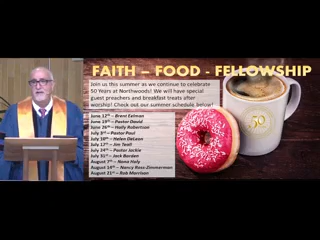 FAITH – FOOD - FELLOWSHIP
Join us this summer as we continue to celebrate
50 Years at Northwoods! We will have special
guest preachers and breakfast treats after
worship! Check out our summer schedule below!
June 12th – Brent Eelman
June 19th – Pastor David
June 26th – Holly Robertson
July 3rd – Pastor Paul
July 10th – Helen DeLeon
July 17th – Jim Teall
July 24th – Pastor Jackie
July 31st – Jack Barden
August 7th – Nona Holy
August 14th – Nancy Ross-Zimmerman
August 21st – Rob Morrison
50